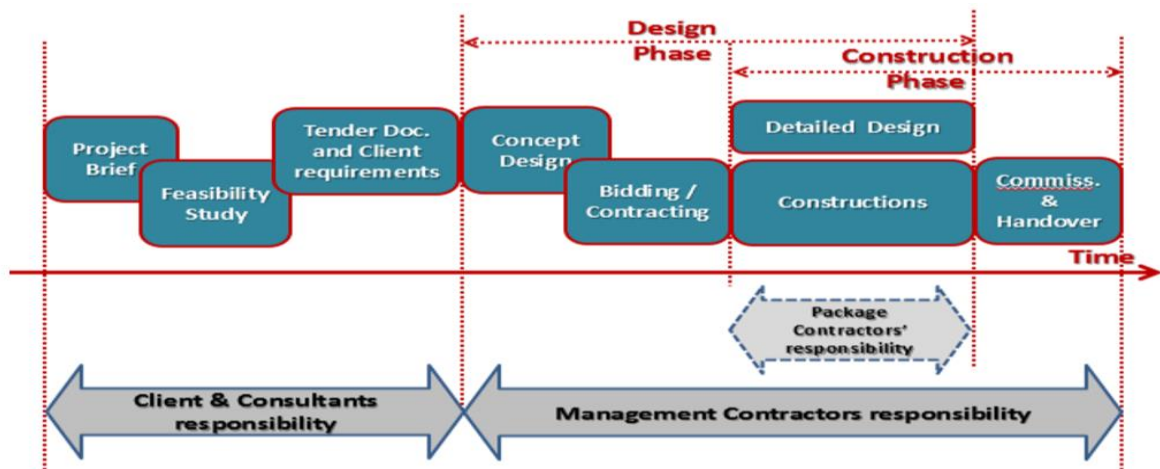 Design
Phase
Construction
Phase
Project
Brief
Feasibility
Study
Tender Doc.
and Client
requirements
Concept
Design
Bidding /
Contracting
Detailed Design
Constructions
Commiss.
&
Handover
Time
Package
Contractors'
responsibility
Client & Consultants
responsibility
Management Contractors responsibility